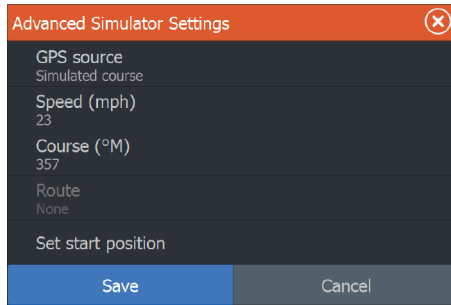 Advanced Simulator Settings
GPS source
Simulated course
Speed (mph)
23
Course (°M)
357
Route
None
Set start position
Save
Cancel